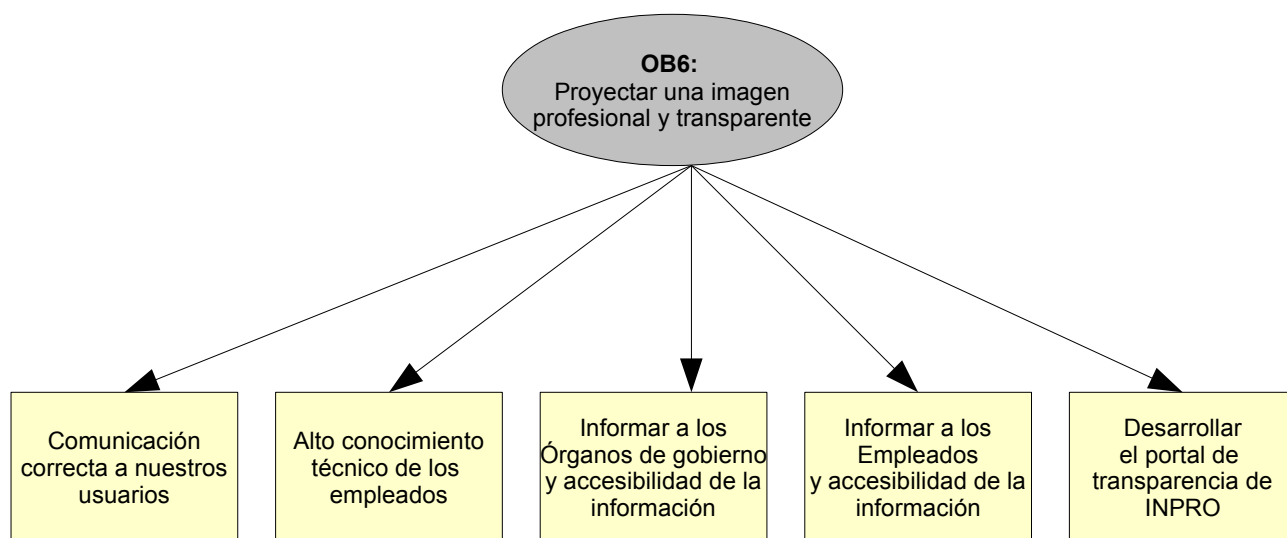 OB6:
Proyectar una imagen
profesional y transparente
Comunicación
correcta a nuestros
usuarios
Alto conocimiento
técnico de los
empleados
Informar a los
Órganos de gobierno
y accesibilidad de la
información
Informar a los
Empleados
y accesibilidad de la
información
Desarrollar
el portal de
transparencia de
INPRO